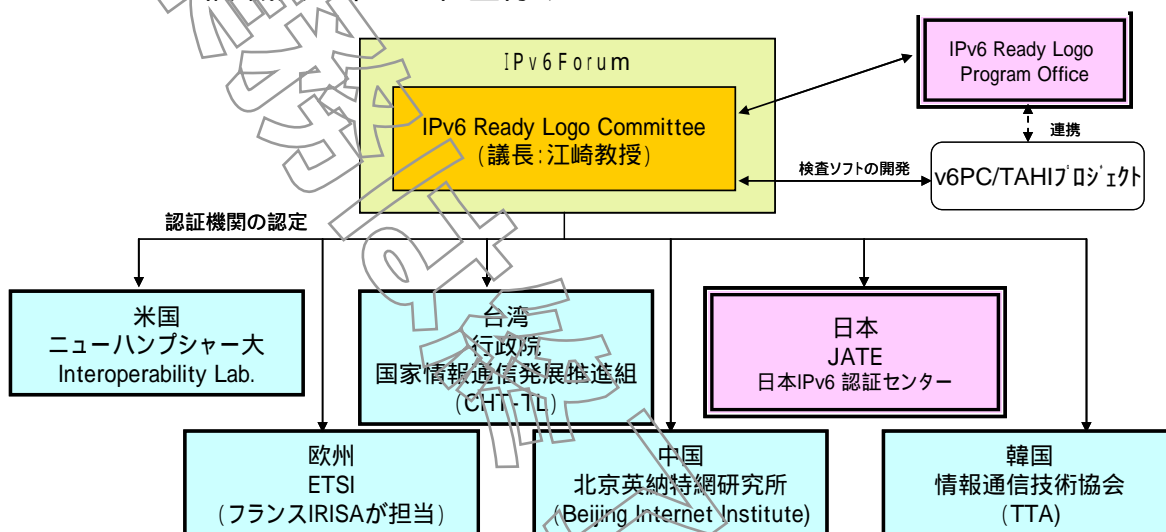 IPv6Forum
IPv6 Ready Logo Committee
(議長:江崎教授)
IPv6 Ready Logo
Program Office
連携
検査ソフトの開発
v6PC/TAHIプロジェクト
認証機関の認定
米国
ニューハンプシャー大
Interoperability Lab.
台湾
行政院
国家情報通信発展推進組
(CHT-TL)
日本
JATE
日本IPv6 認証センター
欧州
ETSI
(フランスIRISAが担当)
中国
北京英納特網研究所
(Beijing Internet Institute)
韓国
情報通信技術協会
(TTA)